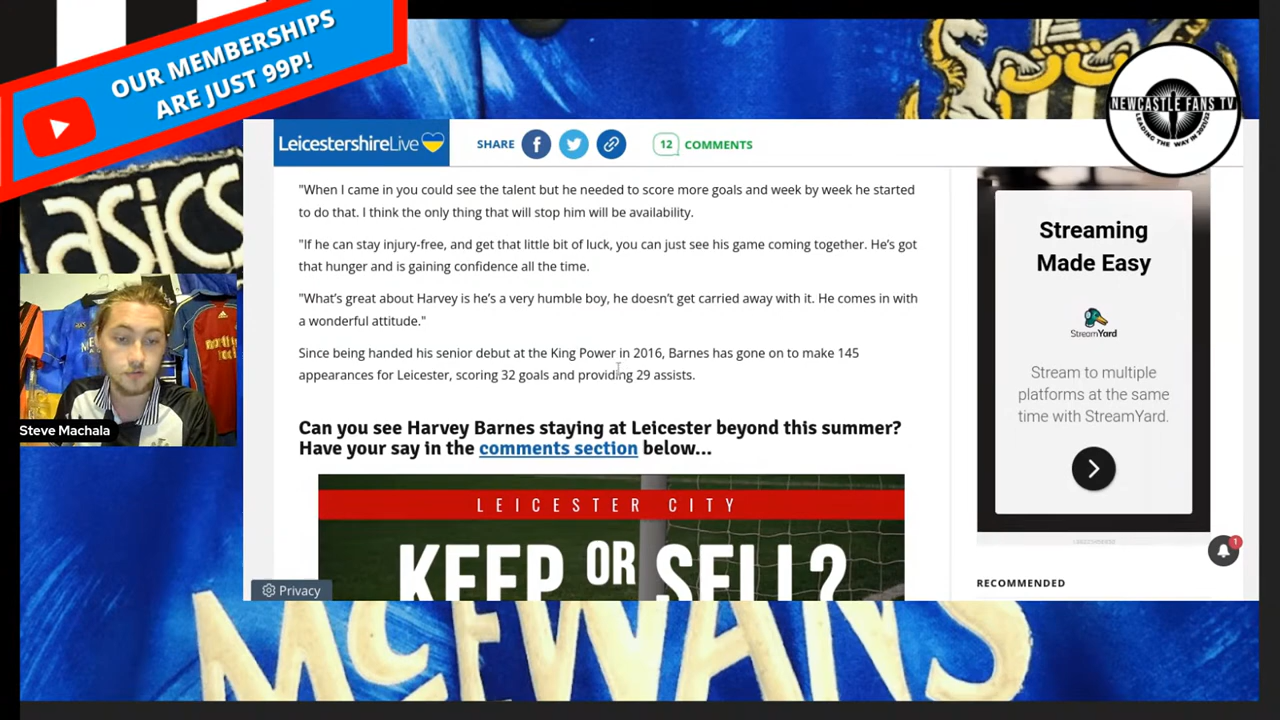 OUR MEMBERSHIPS
ARE JUST 99P!
NEWCASTLE FANS TV
LEADING THE WAY IN 2021/22
asics
LeicestershireLive
SHARE
12 COMMENTS
"When I came in you could see the talent but he needed to score more goals and week by week he started
to do that. I think the only thing that will stop him will be availability.
"If he can stay injury-free, and get that little bit of luck, you can just see his game coming together. He's got
that hunger and is gaining confidence all the time.
"What's great about Harvey is he's a very humble boy, he doesn't get carried away with it. He comes in with
a wonderful attitude."
Since being handed his senior debut at the King Power in 2016, Barnes has gone on to make 145
appearances for Leicester, scoring 32 goals and providing 29 assists.
Can you see Harvey Barnes staying at Leicester beyond this summer?
Have your say in the comments section below...
LEICESTER CITY
KEEP OR SELL?
Privacy
Streaming
Made Easy
StreamYard
Stream to multiple
platforms at the same
time with StreamYard.
1
RECOMMENDED
Steve Machala
McEWANS